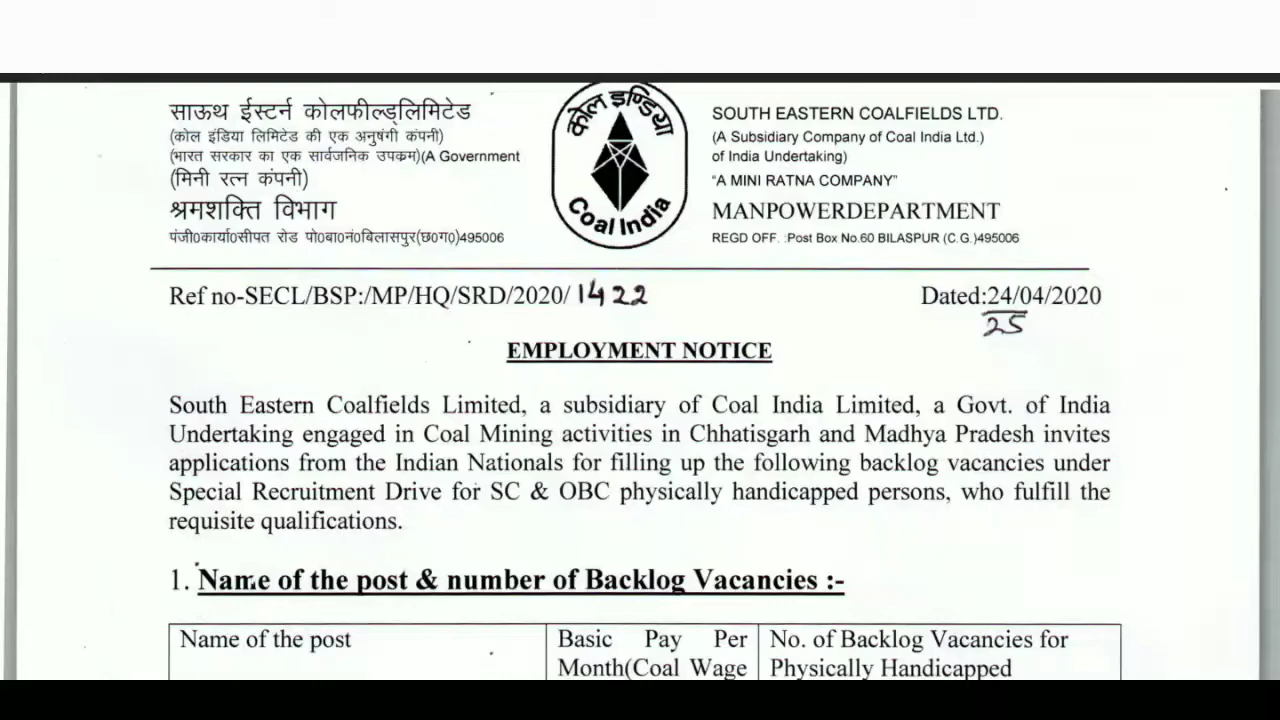 साऊथ ईस्टर्न कोलफील्ड्लिमिटेड
(कोल इंडिया लिमिटेड की एक अनुषंगी कंपनी)
(भारत सरकार का एक सार्वजनिक उपक्रम)(A Government
(मिनी रत्न कंपनी)
श्रमशक्ति विभाग
पंजी0कार्या0सीपत रोड पो0बा0नं0बिलासपुर(छ0ग0)495006
कोल इण्डिया
Coal India
SOUTH EASTERN COALFIELDS LTD.
(A Subsidiary Company of Coal India Ltd.)
of India Undertaking)
"A MINI RATNA COMPANY"
MANPOWERDEPARTMENT
REGD OFF. :Post Box No.60 BILASPUR (C.G.)495006
Ref no-SECL/BSP:/MP/HQ/SRD/2020/ 1422
Dated:24/04/2020
25
EMPLOYMENT NOTICE
South Eastern Coalfields Limited, a subsidiary of Coal India Limited, a Govt. of India
Undertaking engaged in Coal Mining activities in Chhatisgarh and Madhya Pradesh invites
applications from the Indian Nationals for filling up the following backlog vacancies under
Special Recruitment Drive for SC & OBC physically handicapped persons, who fulfill the
requisite qualifications.
1. Name of the post & number of Backlog Vacancies :-
Name of the post
Basic Pay Per
Month(Coal Wage
No. of Backlog Vacancies for
Physically Handicapped